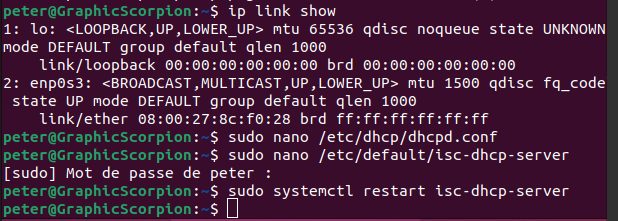 peter@GraphicScorpion:~$ ip link show
1: lo: <LOOPBACK,UP,LOWER_UP> mtu 65536 qdisc noqueue state UNKNOWN
mode DEFAULT group default qlen 1000
    link/loopback 00:00:00:00:00:00 brd 00:00:00:00:00:00
2: enp0s3: <BROADCAST,MULTICAST,UP,LOWER_UP> mtu 1500 qdisc fq_code
 state UP mode DEFAULT group default qlen 1000
    link/ether 08:00:27:8c:f0:28 brd ff:ff:ff:ff:ff:ff
peter@GraphicScorpion:~$ sudo nano /etc/dhcp/dhcpd.conf
peter@GraphicScorpion:~$ sudo nano /etc/default/isc-dhcp-server
[sudo] Mot de passe de peter :
peter@GraphicScorpion:~$ sudo systemctl restart isc-dhcp-server
peter@GraphicScorpion:~$